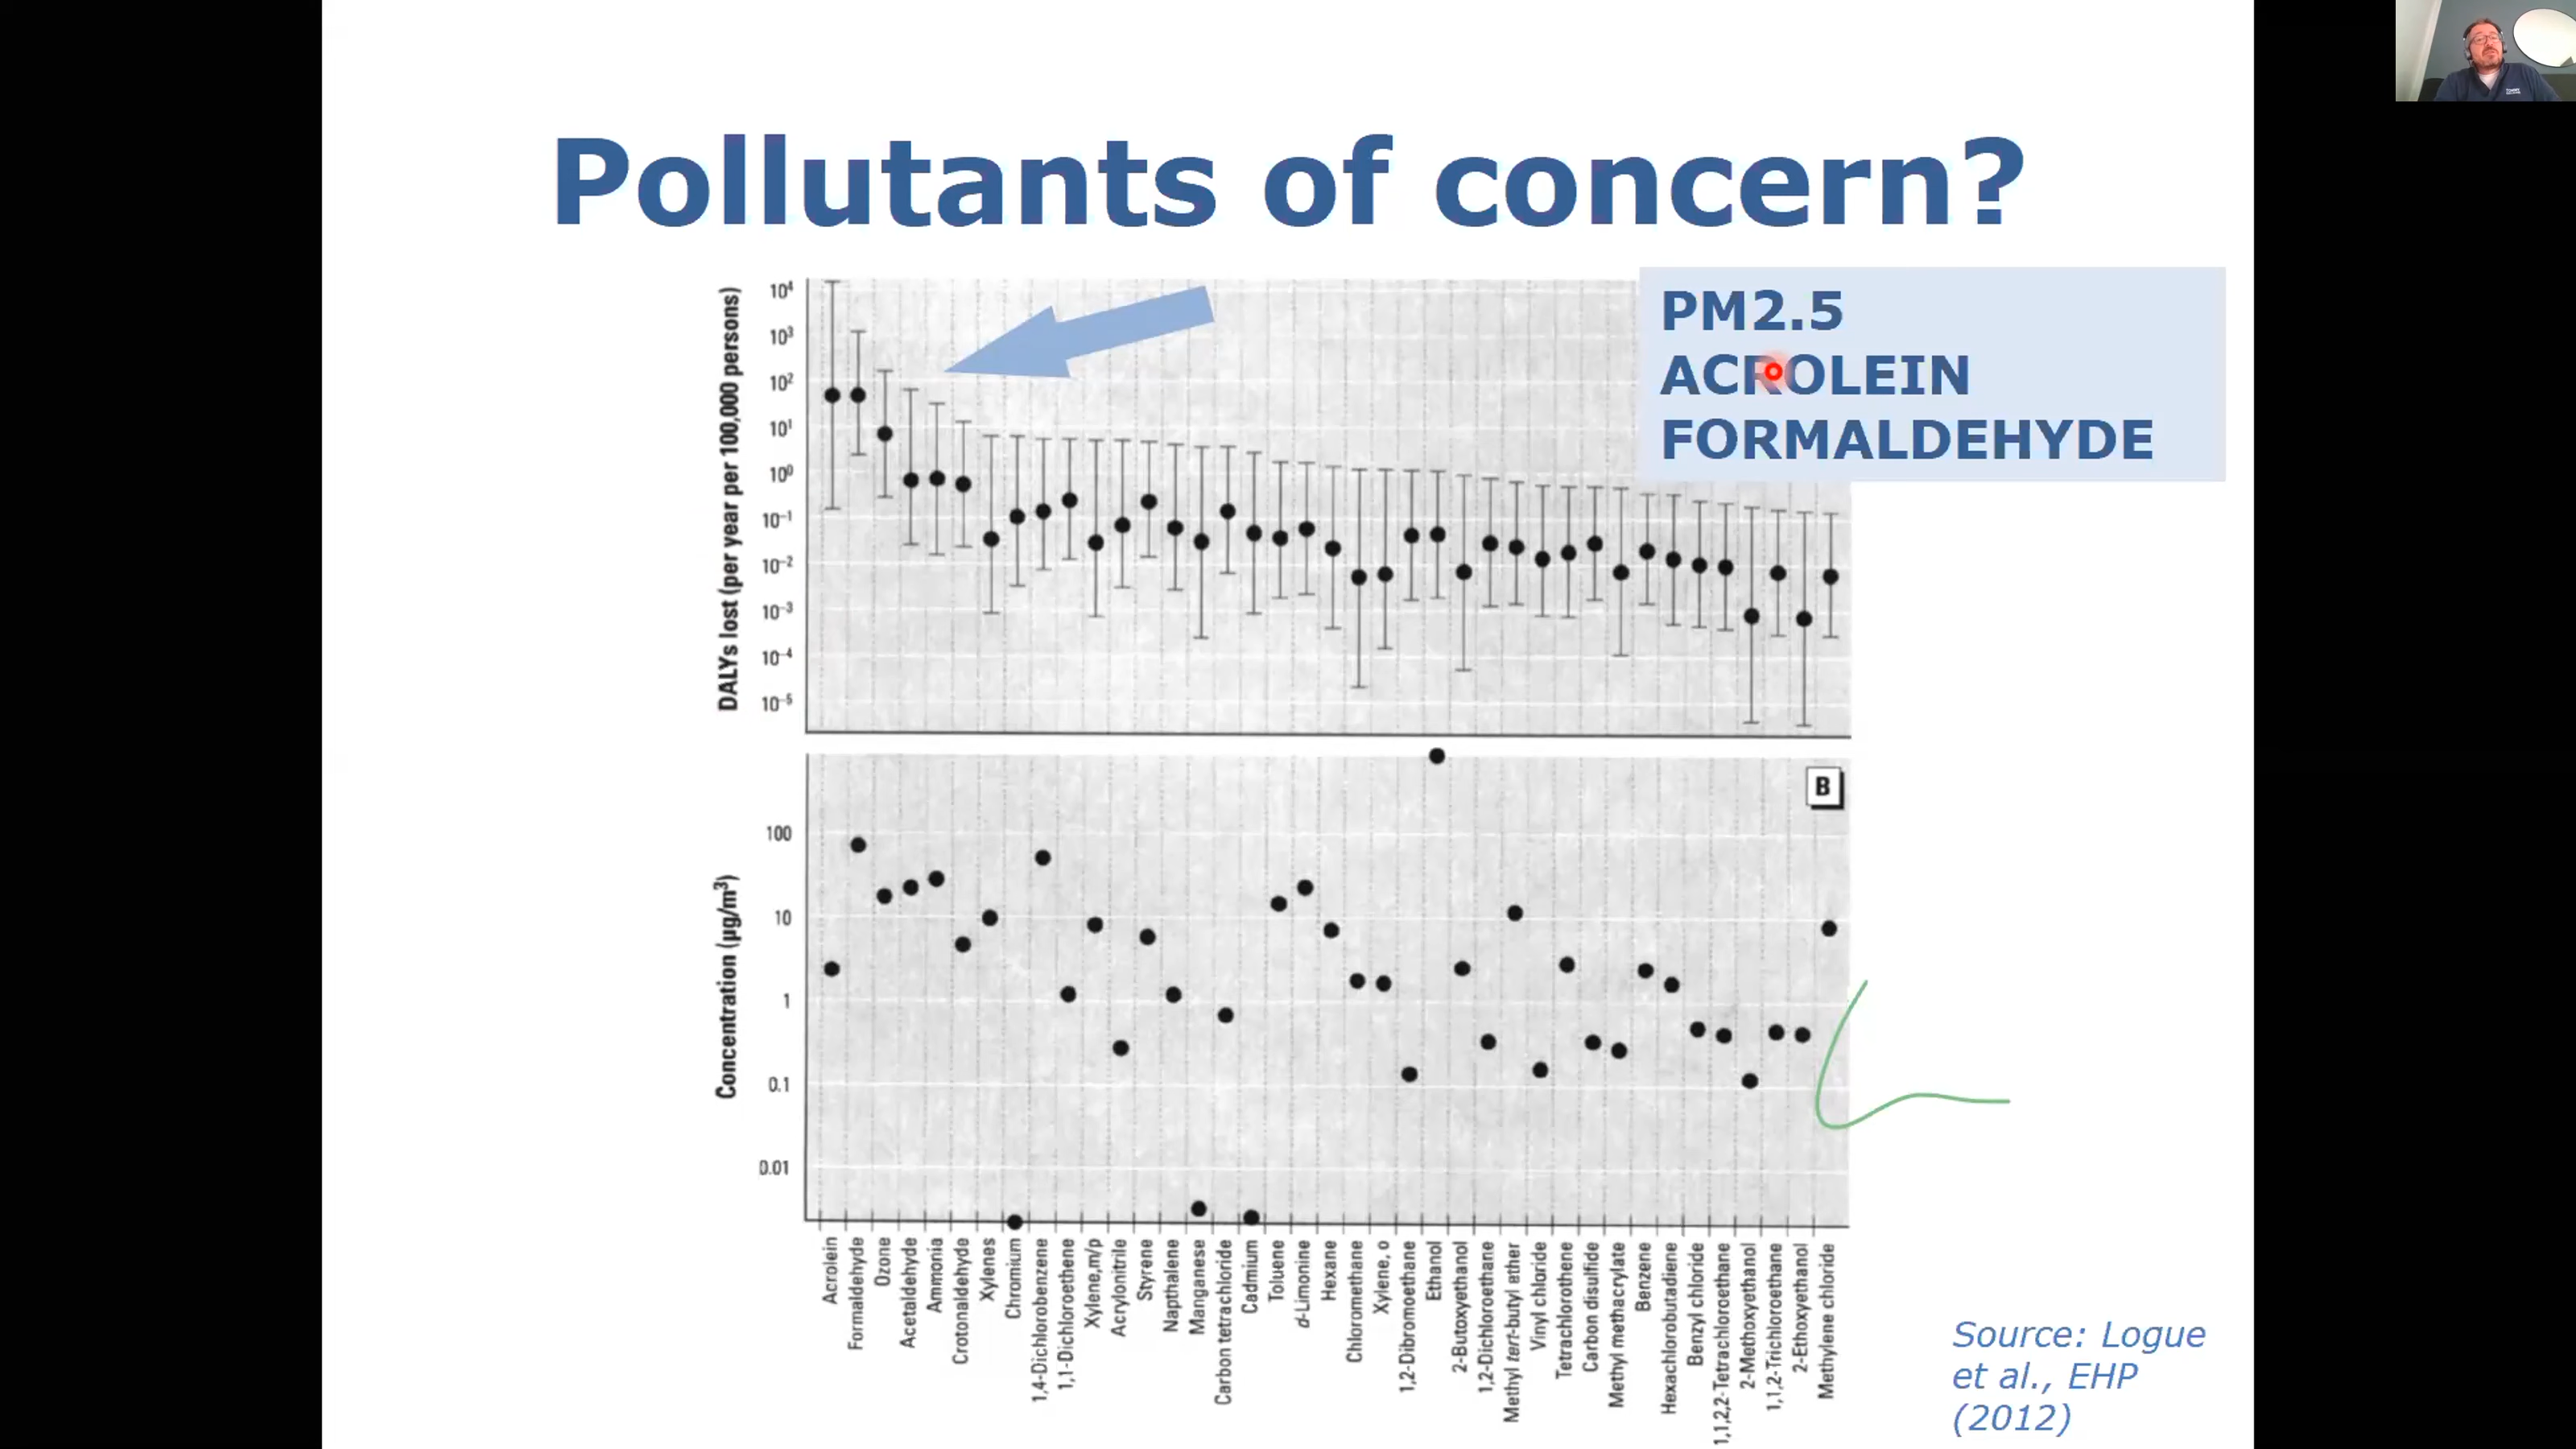 Pollutants of concern?
PM2.5
ACROLEIN
FORMALDEHYDE
DALYs lost (per year per 100,000 persons)
10⁴
10³
10²
10¹
10⁰
10⁻¹
10⁻²
10⁻³
10⁻⁴
10⁻⁵
B
Concentration (µg/m³)
100
10
1
0.1
0.01
Acrolein
Formaldehyde
Ozone
Acetaldehyde
Ammonia
Crotonaldehyde
Xylenes
Chromium
1,4-Dichlorobenzene
1,1-Dichloroethene
Xylene,m/p
Acrylonitrile
Styrene
Napthalene
Manganese
Carbon tetrachloride
Cadmium
Toluene
d-Limonine
Hexane
Chloromethane
Xylene, o
1,2-Dibromoethane
Ethanol
2-Butoxyethanol
1,2-Dichloroethane
Methyl tert-butyl ether
Vinyl chloride
Tetrachlorothene
Carbon disulfide
Methyl methacrylate
Benzene
Hexachlorobutadiene
Benzyl chloride
1,1,2,2-Tetrachloroethane
2-Methoxyethanol
1,1,2-Trichloroethane
2-Ethoxyethanol
Methylene chloride
Source: Logue
et al., EHP
(2012)